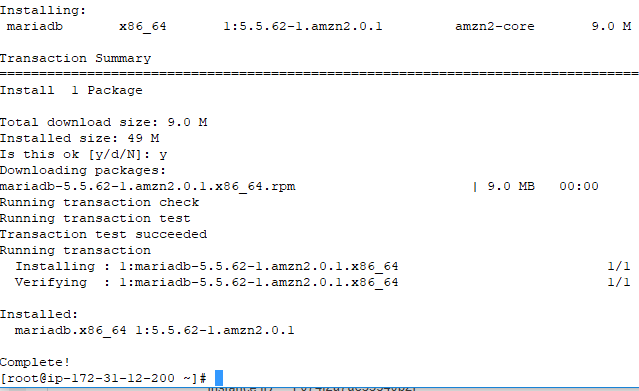 Installing:
mariadb x86_64 1:5.5.62-1.amzn2.0.1 amzn2-core 9.0 M
Transaction Summary
================================================================================
Install 1 Package
Total download size: 9.0 M
Installed size: 49 M
Is this ok [y/d/N]: y
Downloading packages:
mariadb-5.5.62-1.amzn2.0.1.x86_64.rpm | 9.0 MB 00:00
Running transaction check
Running transaction test
Transaction test succeeded
Running transaction
Installing : 1:mariadb-5.5.62-1.amzn2.0.1.x86_64 1/1
Verifying : 1:mariadb-5.5.62-1.amzn2.0.1.x86_64 1/1
Installed:
mariadb.x86_64 1:5.5.62-1.amzn2.0.1
Complete!
[root@ip-172-31-12-200 ~]#